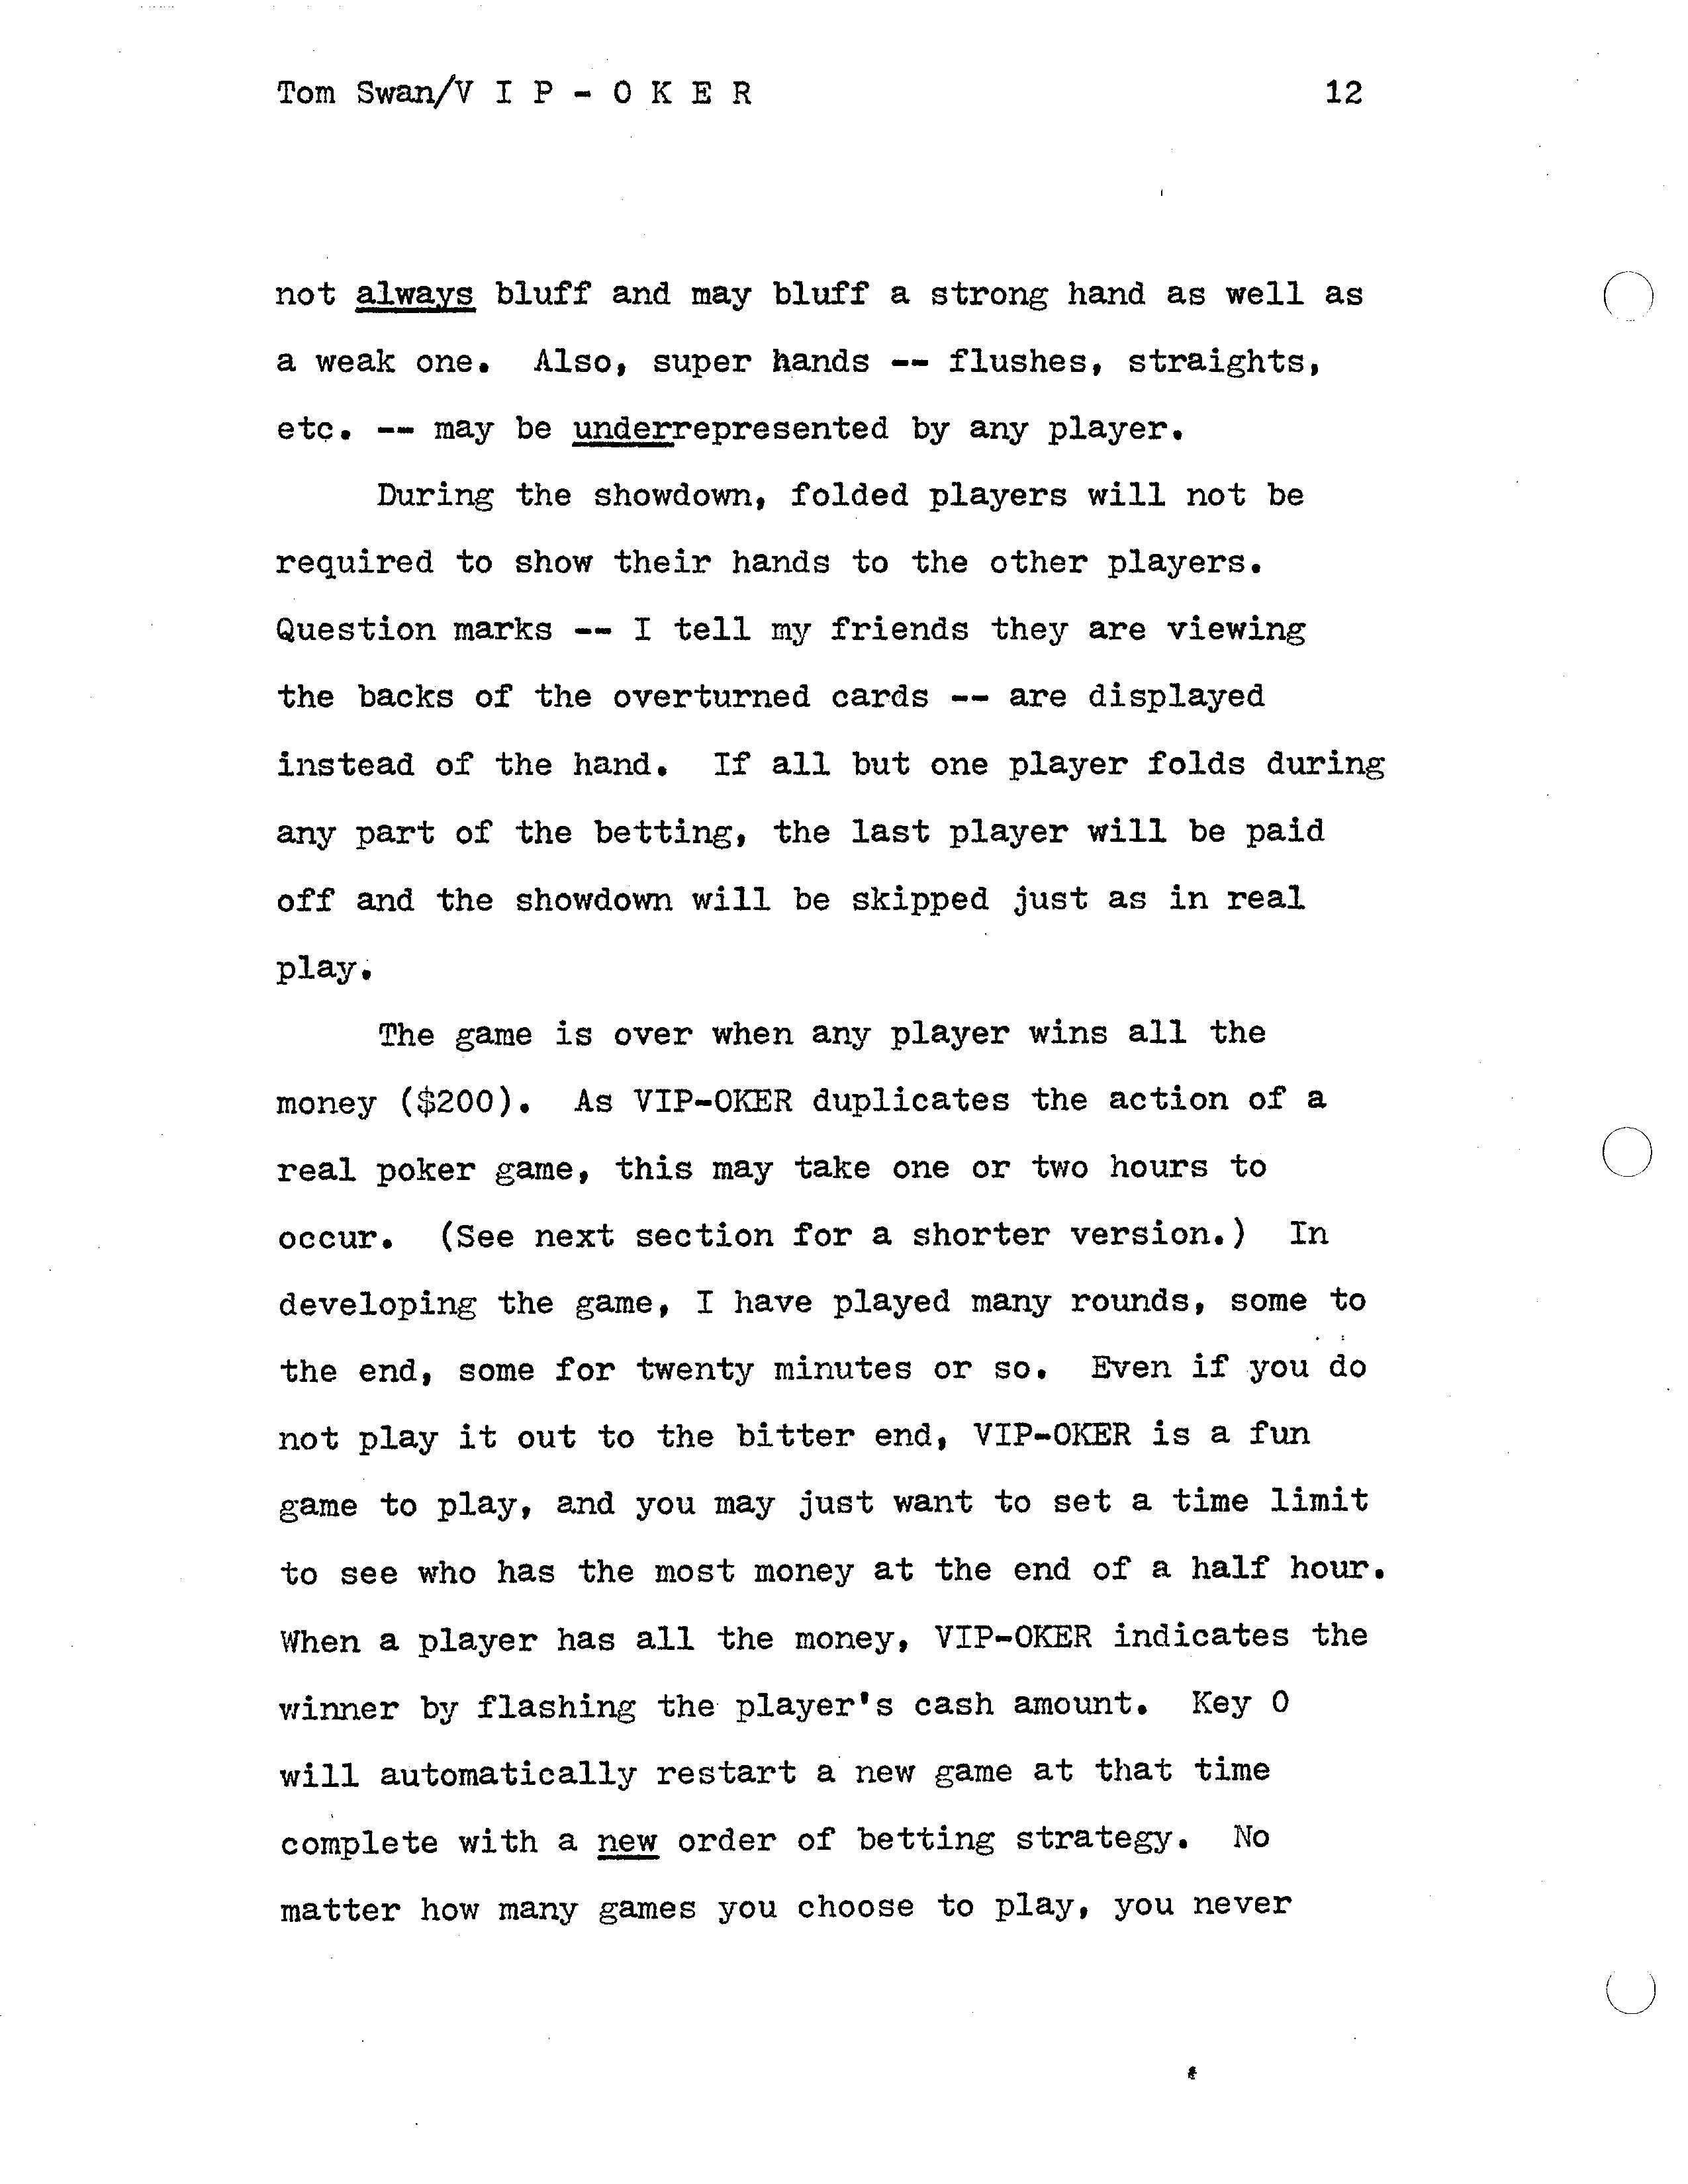 Tom Swan/V I P - O K E R 12
not always bluff and may bluff a strong hand as well as
a weak one.  Also, super hands -- flushes, straights,
etc. -- may be underrepresented by any player.
During the showdown, folded players will not be
required to show their hands to the other players.
Question marks -- I tell my friends they are viewing
the backs of the overturned cards -- are displayed
instead of the hand.  If all but one player folds during
any part of the betting, the last player will be paid
off and the showdown will be skipped just as in real
play.
The game is over when any player wins all the
money ($200).  As VIP-OKER duplicates the action of a
real poker game, this may take one or two hours to
occur.  (See next section for a shorter version.)  In
developing the game, I have played many rounds, some to
the end, some for twenty minutes or so.  Even if you do
not play it out to the bitter end, VIP-OKER is a fun
game to play, and you may just want to set a time limit
to see who has the most money at the end of a half hour.
When a player has all the money, VIP-OKER indicates the
winner by flashing the player's cash amount.  Key 0
will automatically restart a new game at that time
complete with a new order of betting strategy.  No
matter how many games you choose to play, you never